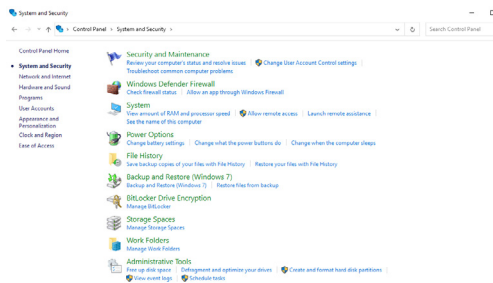 System and Security
Control Panel > System and Security >
Search Control Panel
Control Panel Home
System and Security
Network and Internet
Hardware and Sound
Programs
User Accounts
Appearance and
Personalization
Clock and Region
Ease of Access
Security and Maintenance
Review your computer's status and resolve issues | Change User Account Control settings |
Troubleshoot common computer problems
Windows Defender Firewall
Check firewall status | Allow an app through Windows Firewall
System
View amount of RAM and processor speed | Allow remote access | Launch remote assistance |
See the name of this computer
Power Options
Change battery settings | Change what the power buttons do | Change when the computer sleeps
File History
Save backup copies of your files with File History | Restore your files with File History
Backup and Restore (Windows 7)
Backup and Restore (Windows 7) | Restore files from backup
BitLocker Drive Encryption
Manage BitLocker
Storage Spaces
Manage Storage Spaces
Work Folders
Manage Work Folders
Administrative Tools
Free up disk space | Defragment and optimize your drives | Create and format hard disk partitions |
View event logs | Schedule tasks